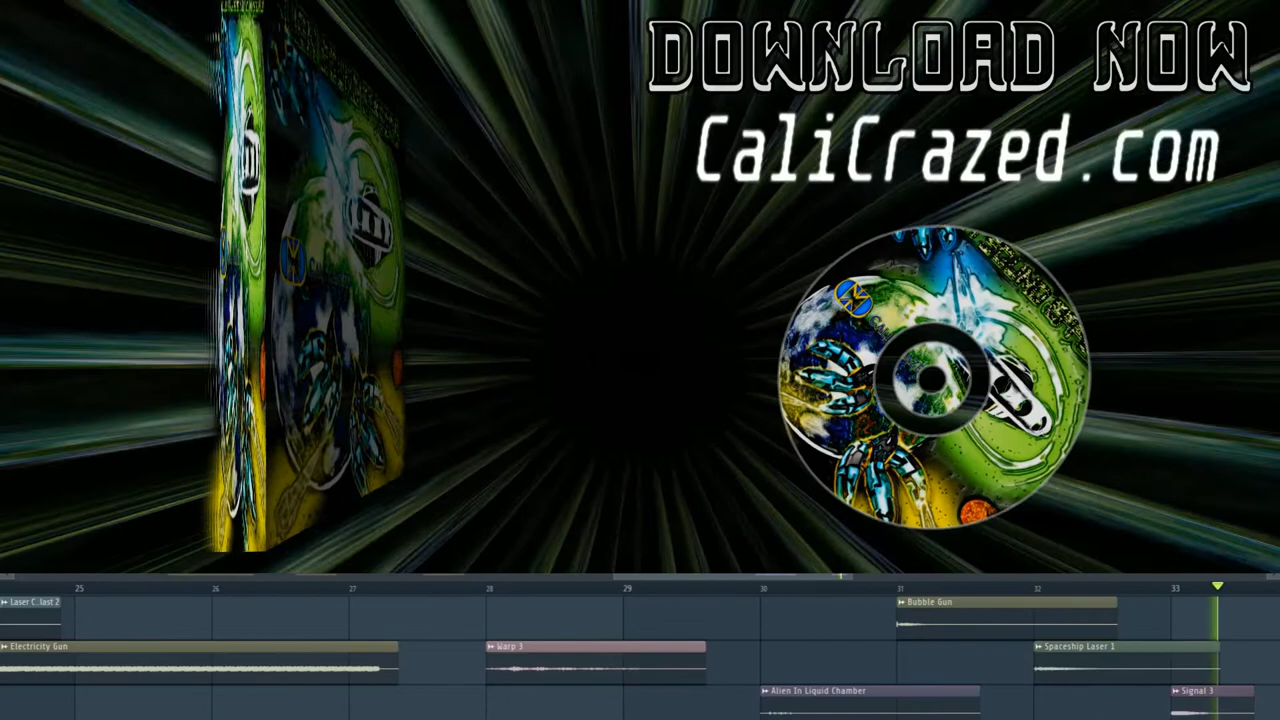 DOWNLOAD NOW
CaliCrazed.com
25 26 27 28 29 30 31 32 33
Laser C..last 2
Bubble Gun
Electricity Gun
Warp 3
Spaceship Laser 1
Alien In Liquid Chamber
Signal 3